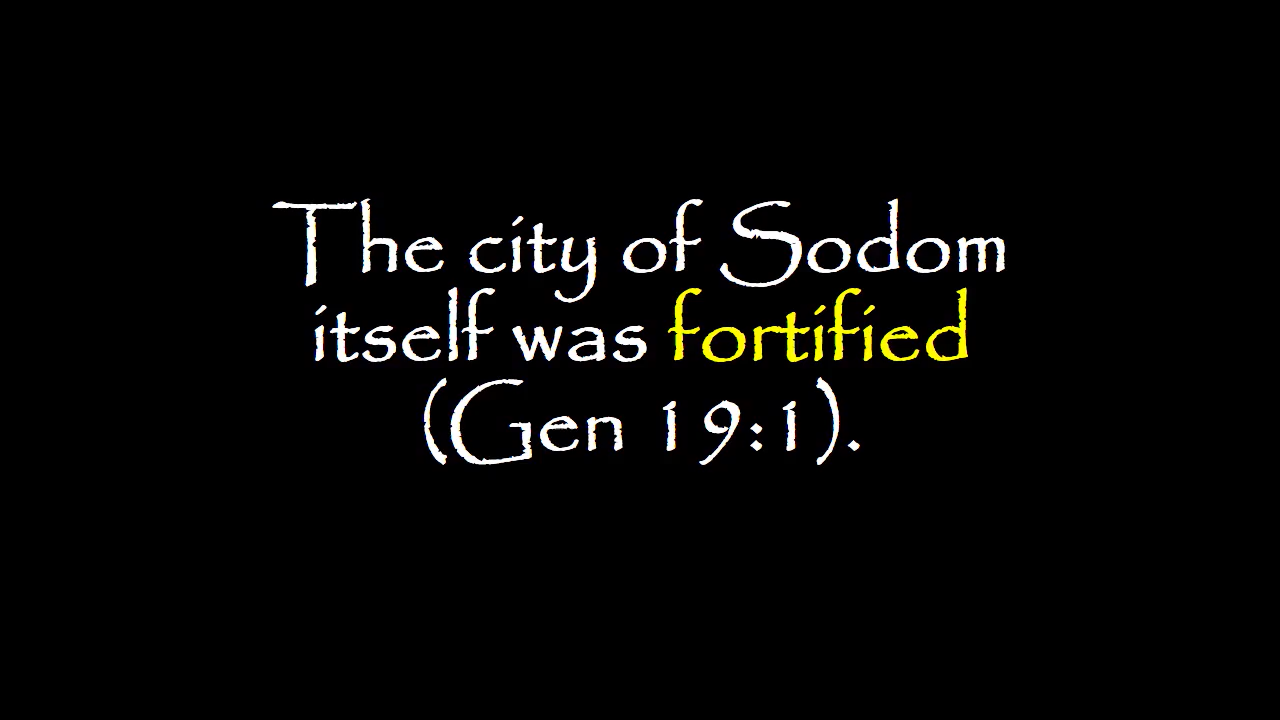 The city of Sodom
itself was fortified
(Gen 19:1).